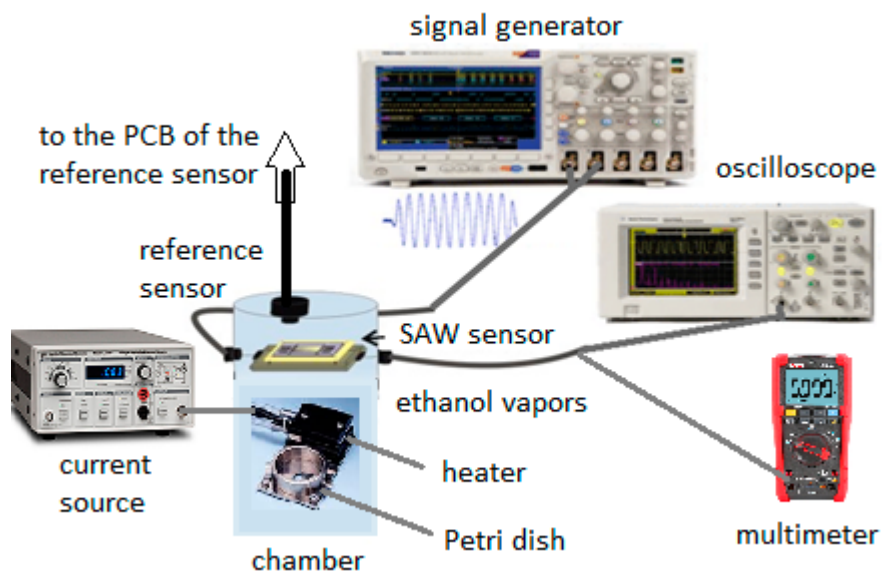 signal generator
to the PCB of the
reference sensor
oscilloscope
reference
sensor
SAW sensor
ethanol vapors
current
source
heater
Petri dish
chamber
multimeter